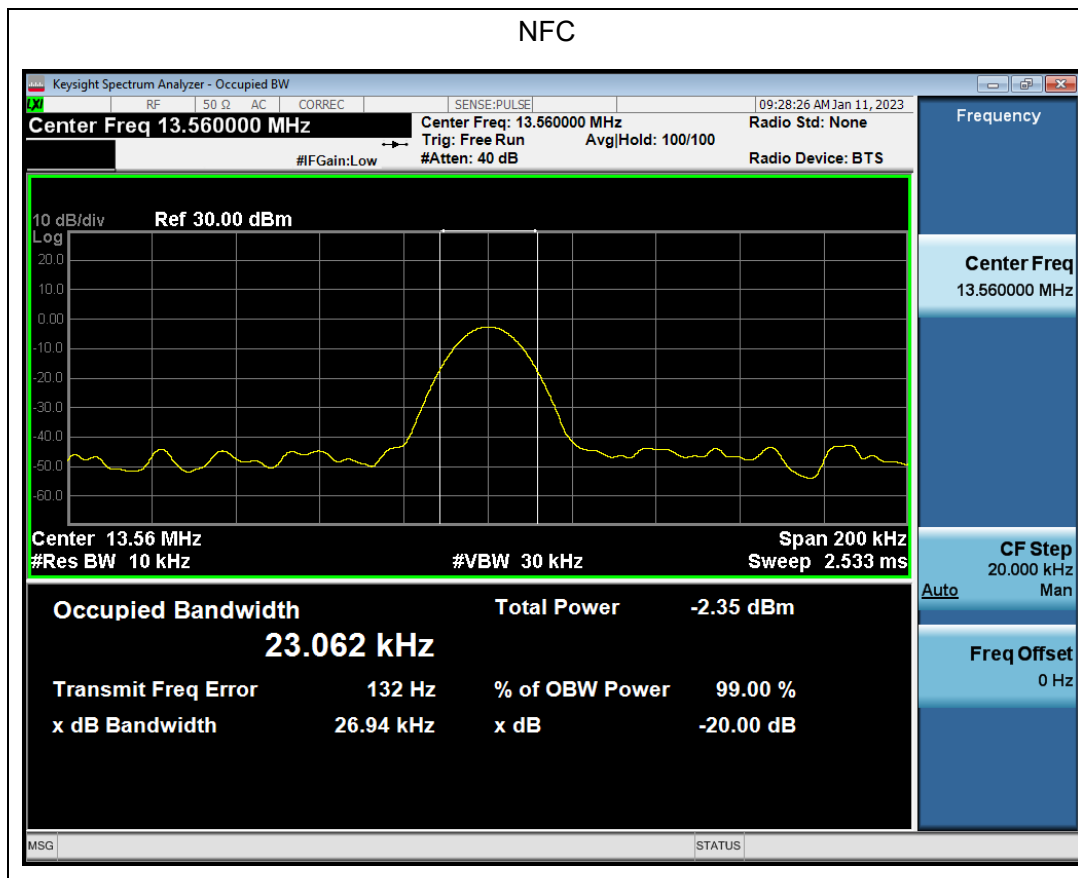 NFC
Keysight Spectrum Analyzer - Occupied BW
LXI RF 50 Ω AC CORREC SENSE:PULSE 09:28:26 AM Jan 11, 2023
Center Freq 13.560000 MHz Center Freq: 13.560000 MHz Radio Std: None
Trig: Free Run Avg|Hold: 100/100
#IFGain:Low #Atten: 40 dB Radio Device: BTS
10 dB/div Ref 30.00 dBm
Log
20.0
10.0
0.00
-10.0
-20.0
-30.0
-40.0
-50.0
-60.0
Center 13.56 MHz Span 200 kHz
#Res BW 10 kHz #VBW 30 kHz Sweep 2.533 ms
Occupied Bandwidth Total Power -2.35 dBm
23.062 kHz
Transmit Freq Error 132 Hz % of OBW Power 99.00 %
x dB Bandwidth 26.94 kHz x dB -20.00 dB
Frequency
Center Freq
13.560000 MHz
CF Step
20.000 kHz
Auto Man
Freq Offset
0 Hz
MSG STATUS